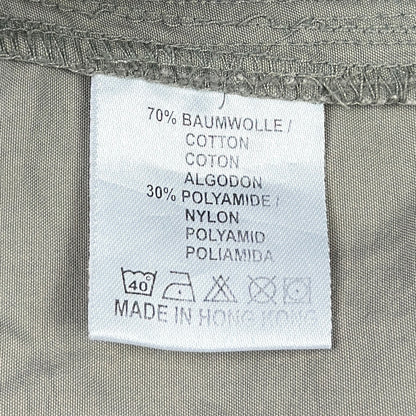 70% BAUMWOLLE /
COTTON
COTON
ALGODON
30% POLYAMIDE /
NYLON
POLYAMID
POLIAMIDA
40°
MADE IN HONG KONG